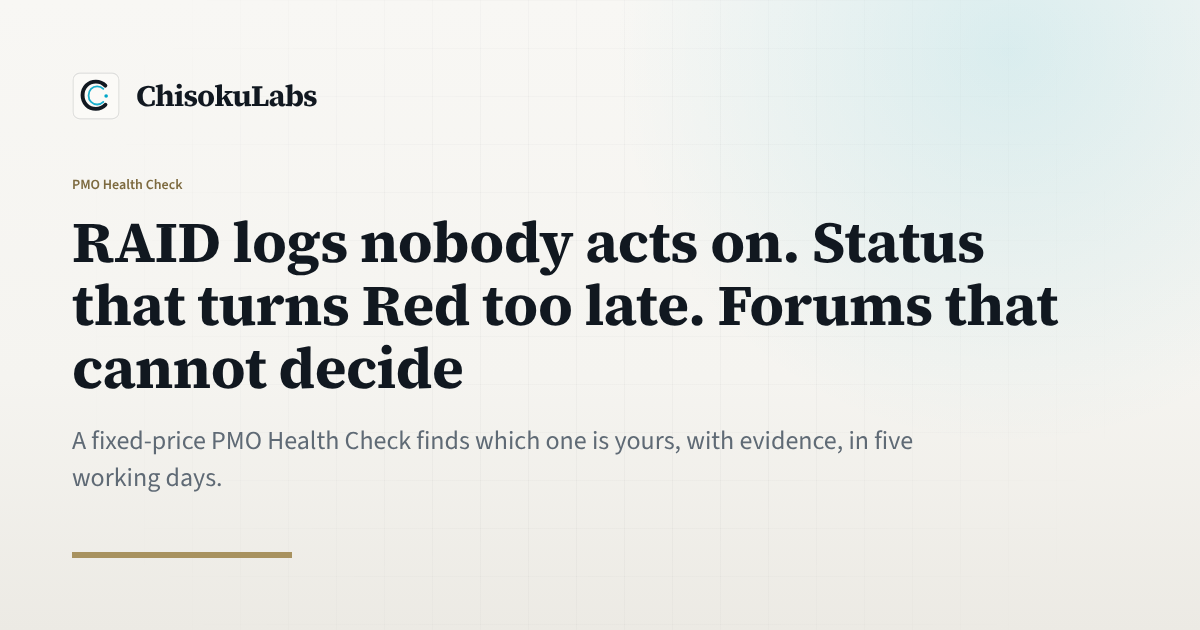 ChisokuLabs
PMO Health Check
RAID logs nobody acts on. Status
that turns Red too late. Forums that
cannot decide
A fixed-price PMO Health Check finds which one is yours, with evidence, in five
working days.